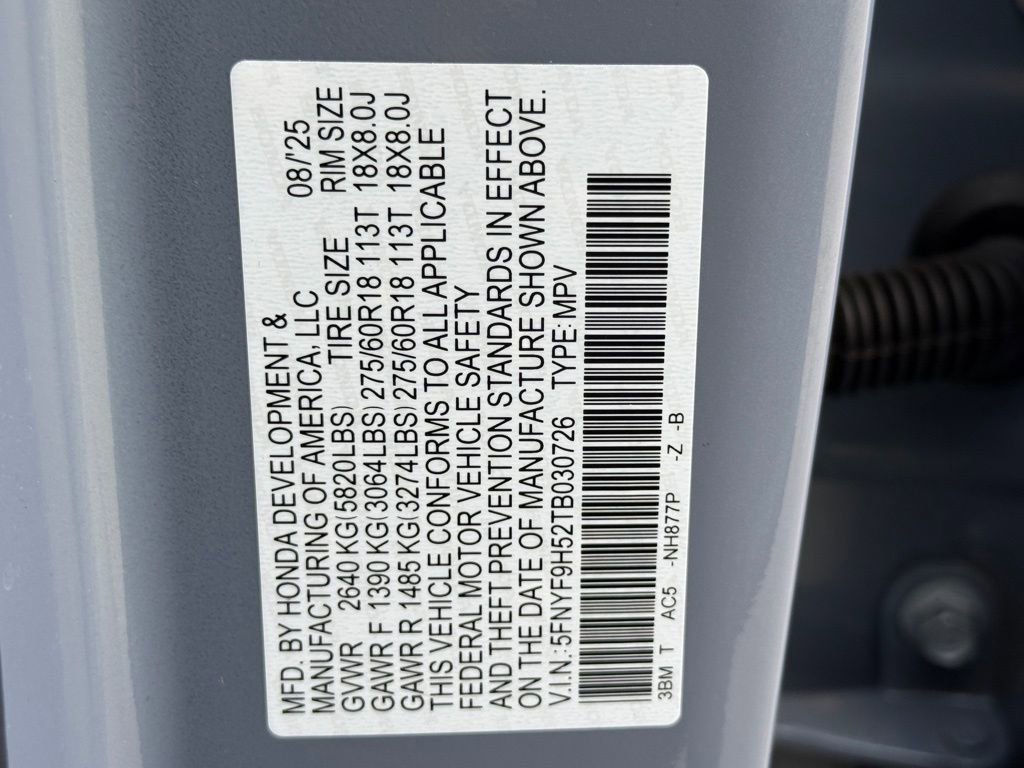 MFD. BY HONDA DEVELOPMENT & 08/'25
MANUFACTURING OF AMERICA, LLC
GVWR 2640 KG(5820LBS) TIRE SIZE RIM SIZE
GAWR F 1390 KG(3064LBS) 275/60R18 113T 18X8.0J
GAWR R 1485 KG(3274LBS) 275/60R18 113T 18X8.0J
THIS VEHICLE CONFORMS TO ALL APPLICABLE
FEDERAL MOTOR VEHICLE SAFETY
AND THEFT PREVENTION STANDARDS IN EFFECT
ON THE DATE OF MANUFACTURE SHOWN ABOVE.
V.I.N.:5FNYF9H52TB030726 TYPE:MPV
3BM T AC5 -NH877P -Z -B